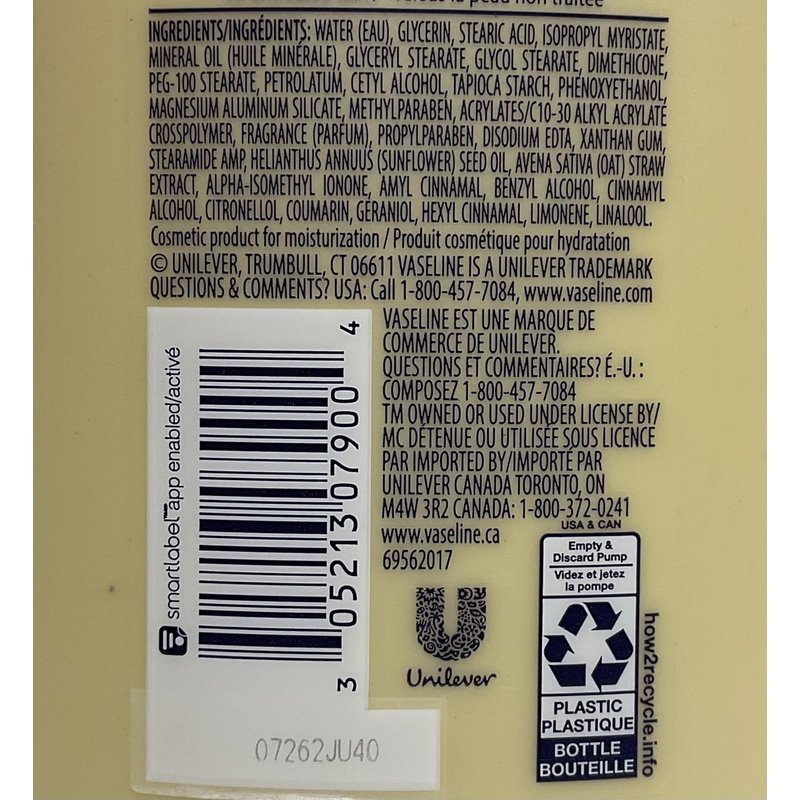 la peau non traitée
INGREDIENTS/INGRÉDIENTS: WATER (EAU), GLYCERIN, STEARIC ACID, ISOPROPYL MYRISTATE,
MINERAL OIL (HUILE MINÉRALE), GLYCERYL STEARATE, GLYCOL STEARATE, DIMETHICONE,
PEG-100 STEARATE, PETROLATUM, CETYL ALCOHOL, TAPIOCA STARCH, PHENOXYETHANOL,
MAGNESIUM ALUMINUM SILICATE, METHYLPARABEN, ACRYLATES/C10-30 ALKYL ACRYLATE
CROSSPOLYMER, FRAGRANCE (PARFUM), PROPYLPARABEN, DISODIUM EDTA, XANTHAN GUM,
STEARAMIDE AMP, HELIANTHUS ANNUUS (SUNFLOWER) SEED OIL, AVENA SATIVA (OAT) STRAW
EXTRACT, ALPHA-ISOMETHYL IONONE, AMYL CINNAMAL, BENZYL ALCOHOL, CINNAMYL
ALCOHOL, CITRONELLOL, COUMARIN, GERANIOL, HEXYL CINNAMAL, LIMONENE, LINALOOL.
Cosmetic product for moisturization / Produit cosmétique pour hydratation
© UNILEVER, TRUMBULL, CT 06611 VASELINE IS A UNILEVER TRADEMARK
QUESTIONS & COMMENTS? USA: Call 1-800-457-7084, www.vaseline.com
VASELINE EST UNE MARQUE DE
COMMERCE DE UNILEVER.
QUESTIONS ET COMMENTAIRES? É.-U. :
COMPOSEZ 1-800-457-7084
TM OWNED OR USED UNDER LICENSE BY/
MC DÉTENUE OU UTILISÉE SOUS LICENCE
PAR IMPORTED BY/IMPORTÉ PAR
UNILEVER CANADA TORONTO, ON
M4W 3R2 CANADA: 1-800-372-0241
www.vaseline.ca
69562017
smartlabel™ app enabled/activé
3 05213 07900 4
07262JU40
Unilever
USA & CAN
Empty &
Discard Pump
Videz et jetez
la pompe
PLASTIC
PLASTIQUE
BOTTLE
BOUTEILLE
how2recycle.info